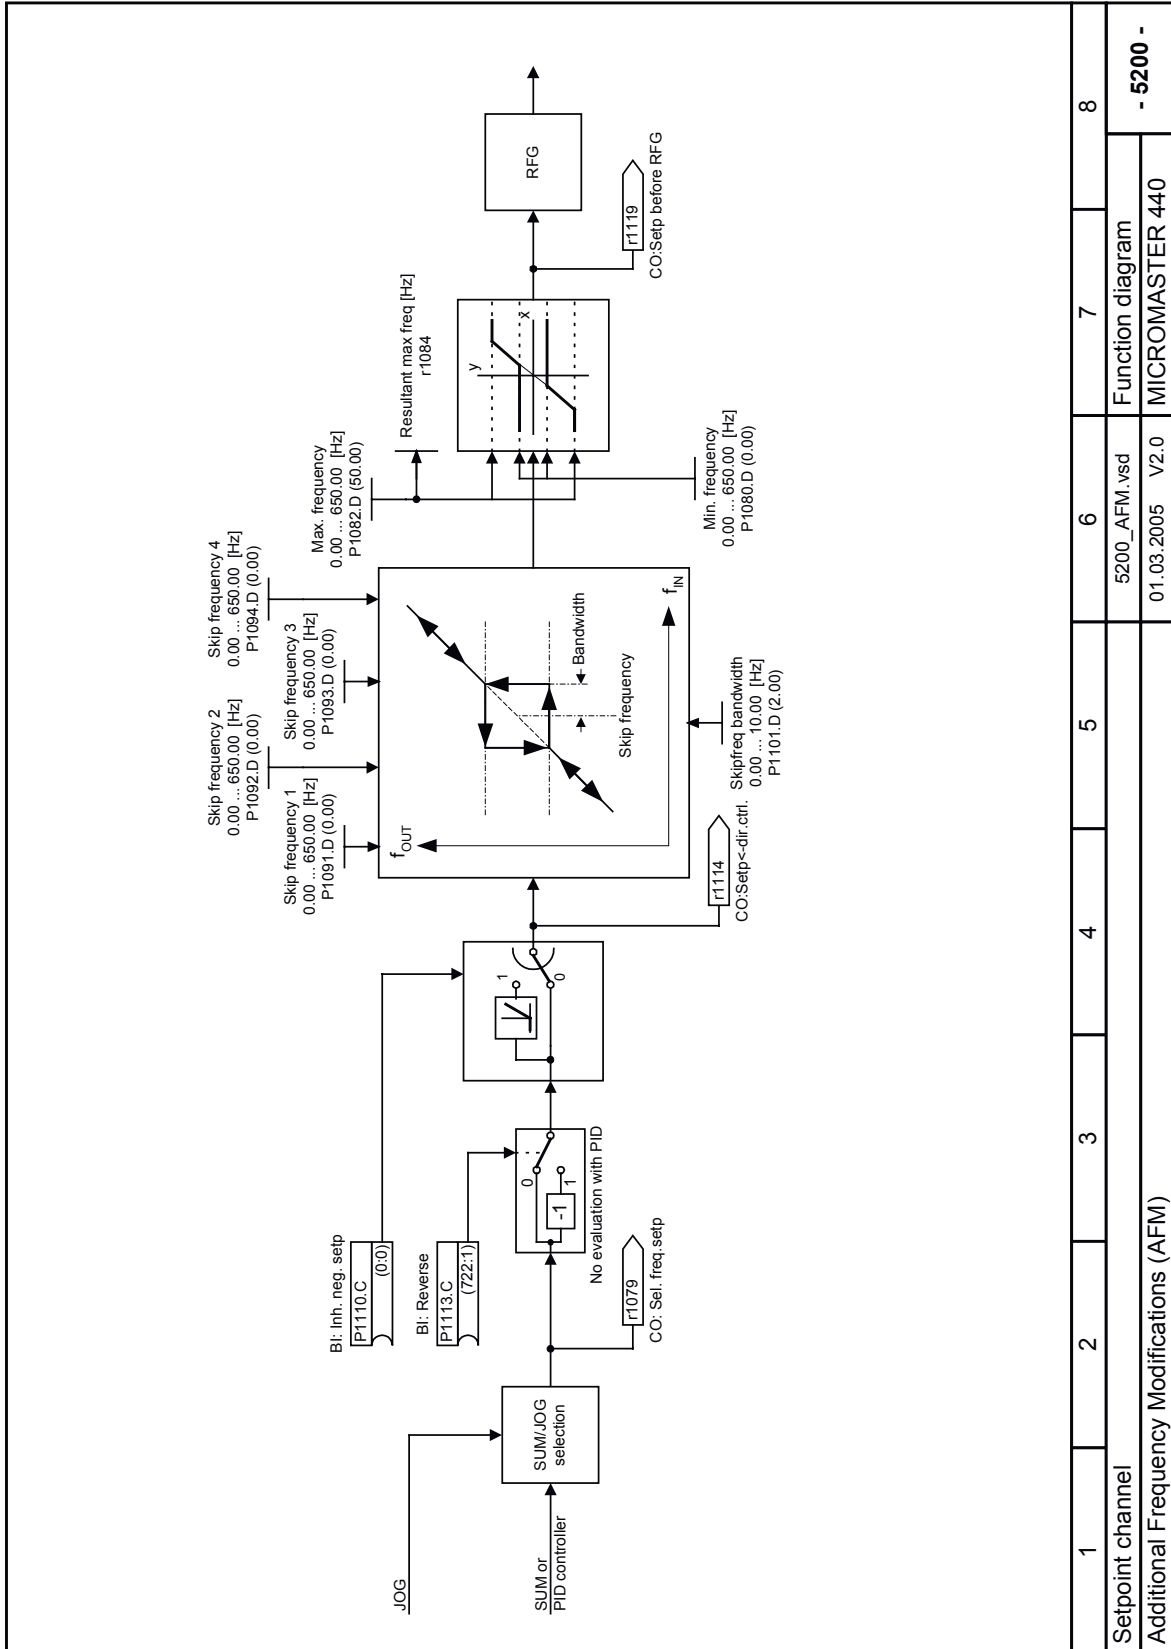 JOG
SUM or
PID controller
SUM/JOG
selection
r1079
CO: Sel. freq.setp
BI: Inh. neg. setp
P1110.C
(0:0)
BI: Reverse
P1113.C
(722:1)
0
1
-1
No evaluation with PID
1
0
r1114
CO:Setp<-dir.ctrl.
Skip frequency 1
0.00 ... 650.00 [Hz]
P1091.D (0.00)
Skip frequency 2
0.00 ... 650.00 [Hz]
P1092.D (0.00)
Skip frequency 3
0.00 ... 650.00 [Hz]
P1093.D (0.00)
Skip frequency 4
0.00 ... 650.00 [Hz]
P1094.D (0.00)
fOUT
fIN
Bandwidth
Skip frequency
Skipfreq bandwidth
0.00 ... 10.00 [Hz]
P1101.D (2.00)
Max. frequency
0.00 ... 650.00 [Hz]
P1082.D (50.00)
Resultant max freq [Hz]
r1084
y
x
Min. frequency
0.00 ... 650.00 [Hz]
P1080.D (0.00)
r1119
CO:Setp before RFG
RFG
1 2 3 4 5 6 7 8
Setpoint channel 5200_AFM.vsd Function diagram - 5200 -
Additional Frequency Modifications (AFM) 01.03.2005 V2.0 MICROMASTER 440